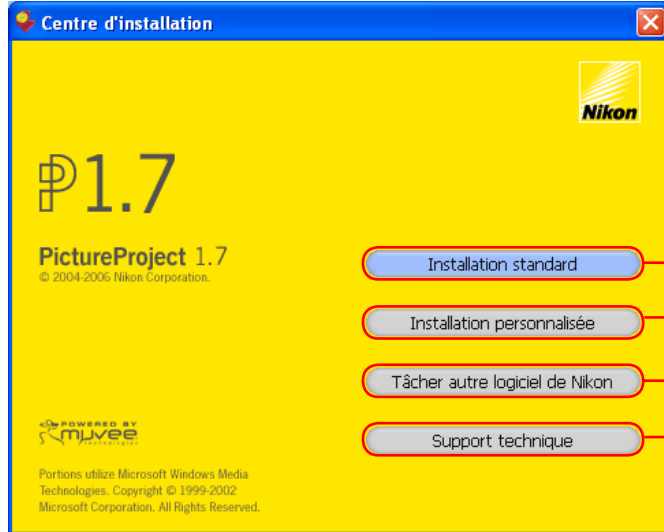 Centre d'installation
Nikon
P1.7
PictureProject 1.7
© 2004-2006 Nikon Corporation.
Installation standard
Installation personnalisée
Tâcher autre logiciel de Nikon
Support technique
POWERED BY
muvee
Technologies
Portions utilize Microsoft Windows Media
Technologies. Copyright © 1999-2002
Microsoft Corporation. All Rights Reserved.